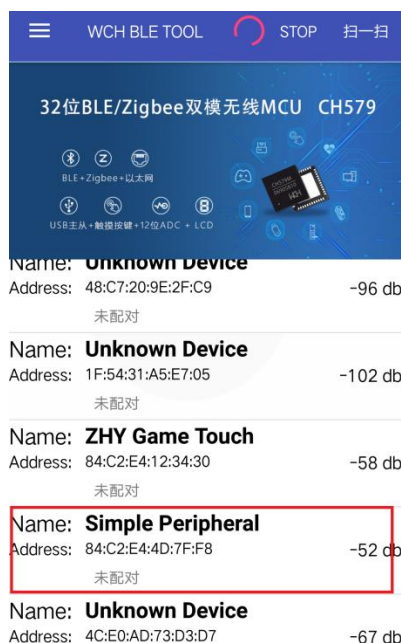 WCH BLE TOOL STOP 扫一扫
32位BLE/Zigbee双模无线MCU CH579
BLE+Zigbee+以太网
USB主从+触摸按键+12位ADC + LCD
Name: Unknown Device
Address: 48:C7:20:9E:2F:C9 -96 db
未配对
Name: Unknown Device
Address: 1F:54:31:A5:E7:05 -102 db
未配对
Name: ZHY Game Touch
Address: 84:C2:E4:12:34:30 -58 db
未配对
Name: Simple Peripheral
Address: 84:C2:E4:4D:7F:F8 -52 db
未配对
Name: Unknown Device
Address: 4C:E0:AD:73:D3:D7 -67 db